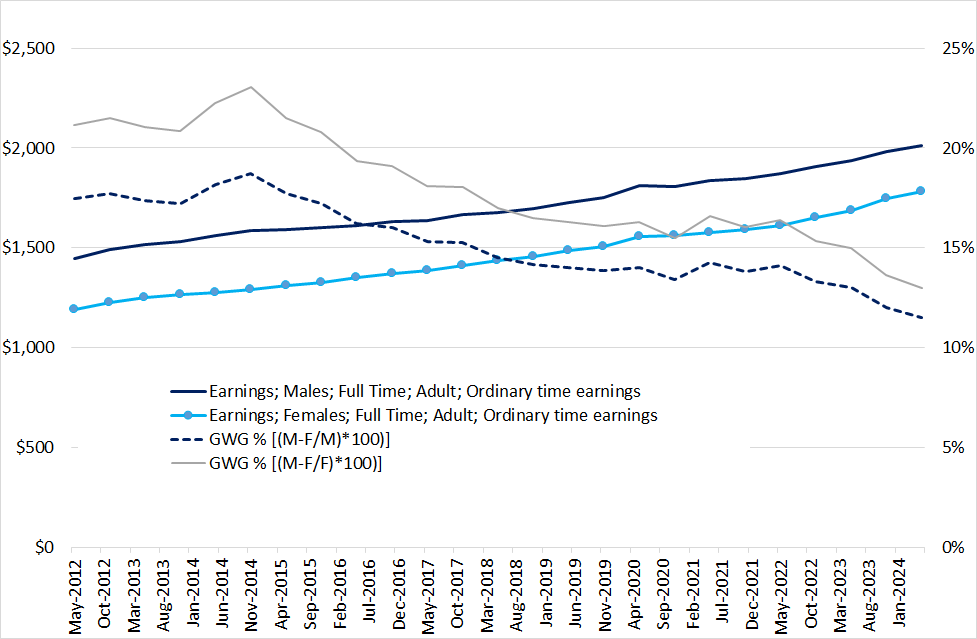 $2,500
25%
$2,000
20%
$1,500
15%
$1,000
10%
Earnings; Males; Full Time; Adult; Ordinary time earnings
Earnings; Females; Full Time; Adult; Ordinary time earnings
GWG % [(M-F/M)*100)]
$500
5%
GWG % [(M-F/F)*100)]
$0
0%
May-2012
Oct-2012
Mar-2013
Aug-2013
Jan-2014
Jun-2014
Nov-2014
Apr-2015
Sep-2015
Feb-2016
Jul-2016
Dec-2016
May-2017
Oct-2017
Mar-2018
Aug-2018
Jan-2019
Jun-2019
Nov-2019
Apr-2020
Sep-2020
Feb-2021
Jul-2021
Dec-2021
May-2022
Oct-2022
Mar-2023
Aug-2023
Jan-2024